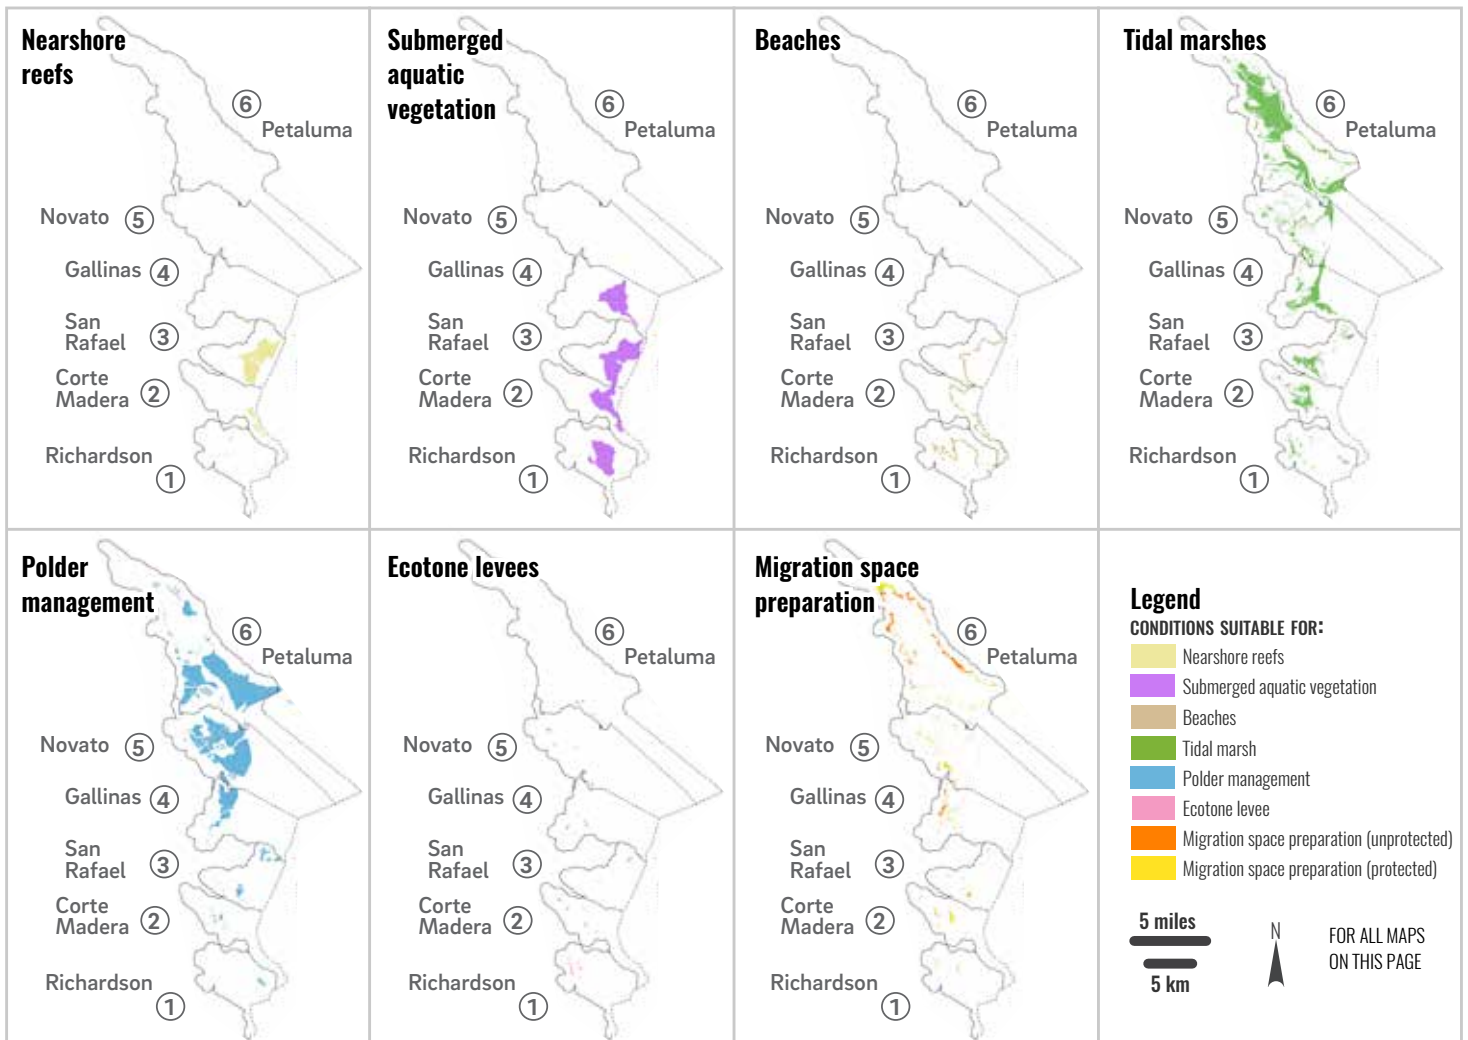 Nearshore
reefs
6
Petaluma
Novato 5
Gallinas 4
San
Rafael 3
Corte
Madera 2
Richardson
1
Submerged
aquatic
vegetation
6
Petaluma
Novato 5
Gallinas 4
San
Rafael 3
Corte
Madera 2
Richardson
1
Beaches
6
Petaluma
Novato 5
Gallinas 4
San
Rafael 3
Corte
Madera 2
Richardson
1
Tidal marshes
6
Petaluma
Novato 5
Gallinas 4
San
Rafael 3
Corte
Madera 2
Richardson
1
Polder
management
6
Petaluma
Novato 5
Gallinas 4
San
Rafael 3
Corte
Madera 2
Richardson
1
Ecotone levees
6
Petaluma
Novato 5
Gallinas 4
San
Rafael 3
Corte
Madera 2
Richardson
1
Migration space
preparation
6
Petaluma
Novato 5
Gallinas 4
San
Rafael 3
Corte
Madera 2
Richardson
1
Legend
CONDITIONS SUITABLE FOR:
Nearshore reefs
Submerged aquatic vegetation
Beaches
Tidal marsh
Polder management
Ecotone levee
Migration space preparation (unprotected)
Migration space preparation (protected)
5 miles
5 km
N
FOR ALL MAPS
ON THIS PAGE